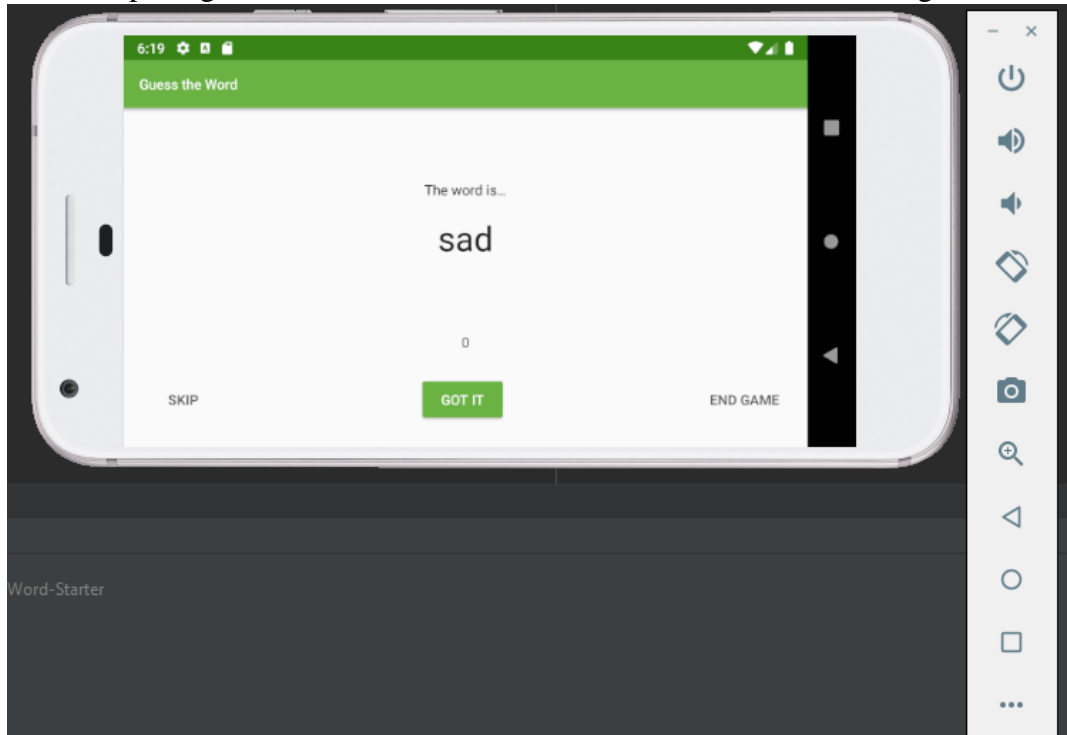 6:19
Guess the Word
The word is...
sad
0
SKIP GOT IT END GAME
Word-Starter